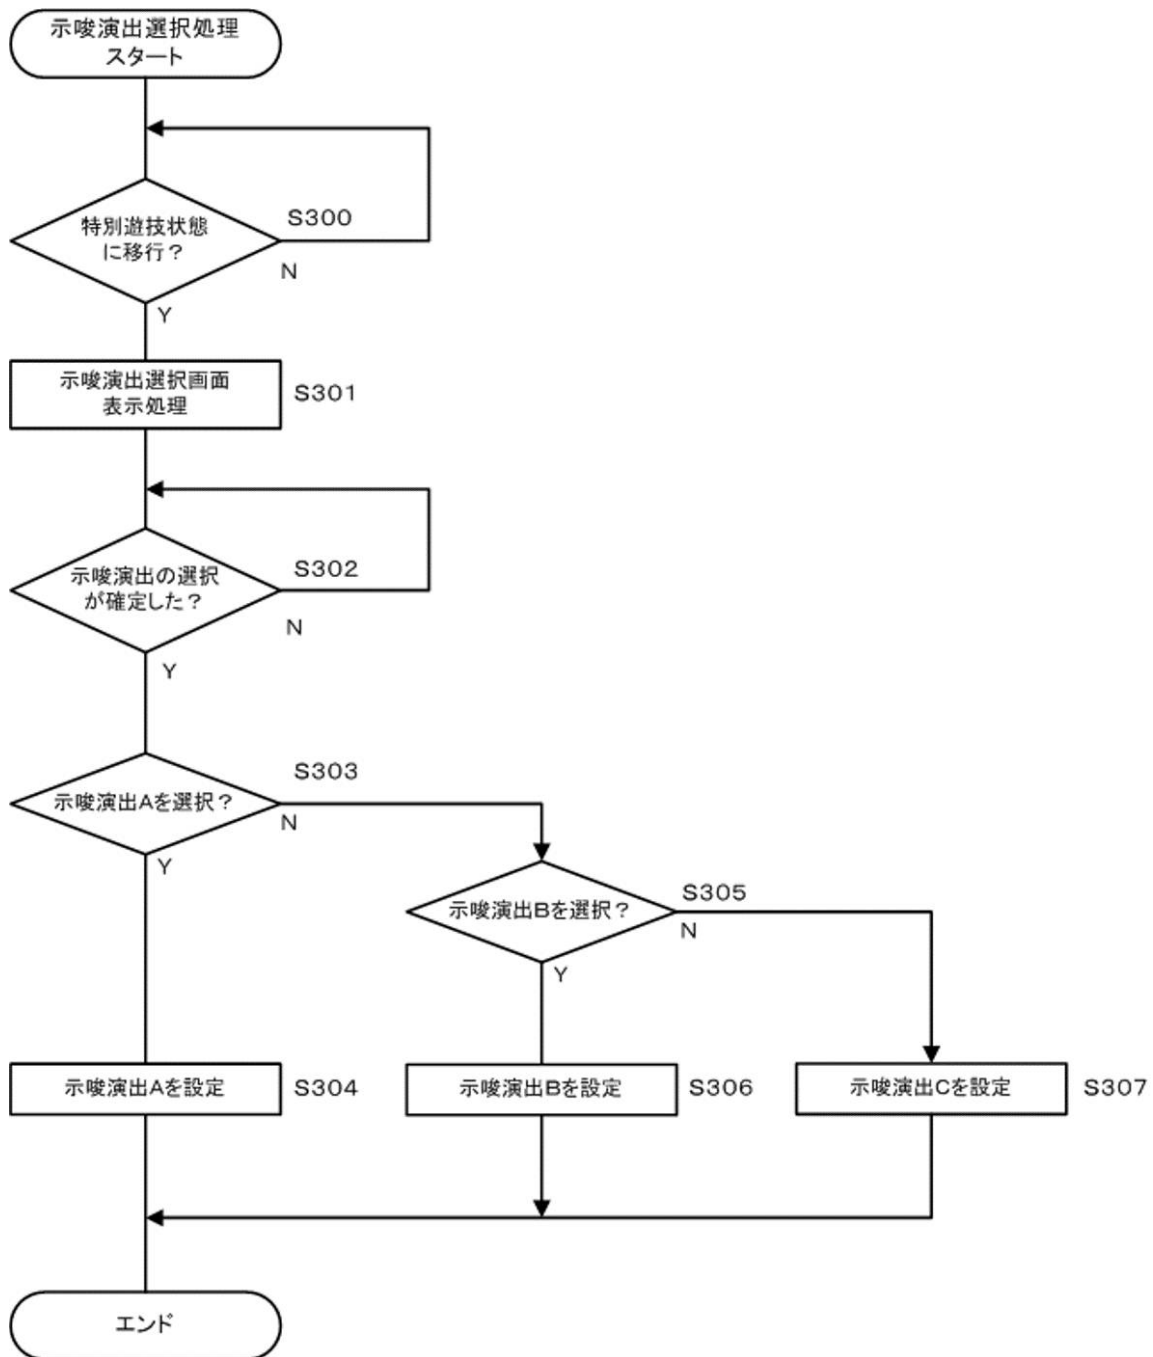 示唆演出選択処理
スタート
特別遊技状態
に移行？
S300
N
Y
示唆演出選択画面
表示処理
S301
示唆演出の選択
が確定した？
S302
N
Y
示唆演出Aを選択？
S303
N
Y
示唆演出Bを選択？
S305
N
Y
示唆演出Aを設定
S304
示唆演出Bを設定
S306
示唆演出Cを設定
S307
エンド